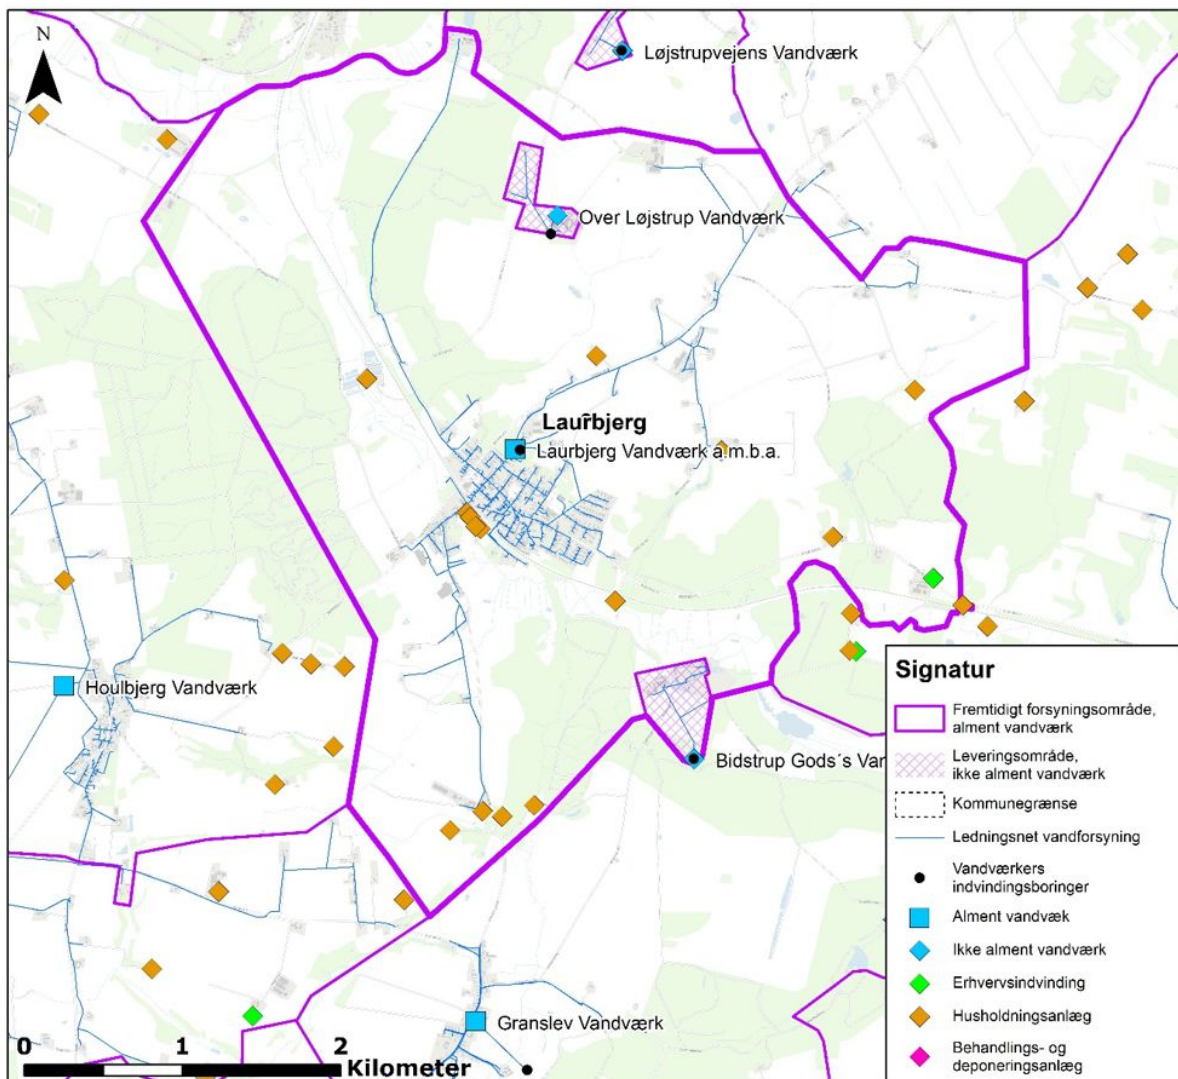 N
Løjstrupvejens Vandværk
Over Løjstrup Vandværk
Laurbjerg
Laurbjerg Vandværk a.m.b.a.
Houlbjerg Vandværk
Bidstrup Gods´s Van
Granslev Vandværk
0 1 2
Kilometer
Signatur
Fremtidigt forsyningsområde,
alment vandværk
Leveringsområde,
ikke alment vandværk
Kommunegrænse
Ledningsnet vandforsyning
Vandværkers
indvindingsboringer
Alment vandvæk
Ikke alment vandværk
Erhvervsindvinding
Husholdningsanlæg
Behandlings- og
deponeringsanlæg